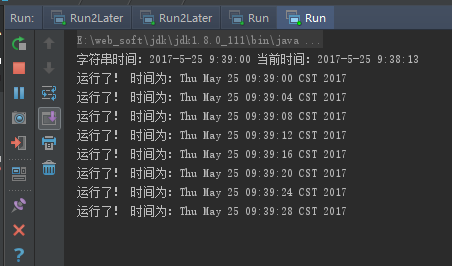 Run: Run2Later Run2Later Run Run
E:\web_soft\jdk\jdk1.8.0_111\bin\java ...
字符串时间：2017-5-25 9:39:00 当前时间：2017-5-25 9:38:13
运行了！ 时间为：Thu May 25 09:39:00 CST 2017
运行了！ 时间为：Thu May 25 09:39:04 CST 2017
运行了！ 时间为：Thu May 25 09:39:08 CST 2017
运行了！ 时间为：Thu May 25 09:39:12 CST 2017
运行了！ 时间为：Thu May 25 09:39:16 CST 2017
运行了！ 时间为：Thu May 25 09:39:20 CST 2017
运行了！ 时间为：Thu May 25 09:39:24 CST 2017
运行了！ 时间为：Thu May 25 09:39:28 CST 2017